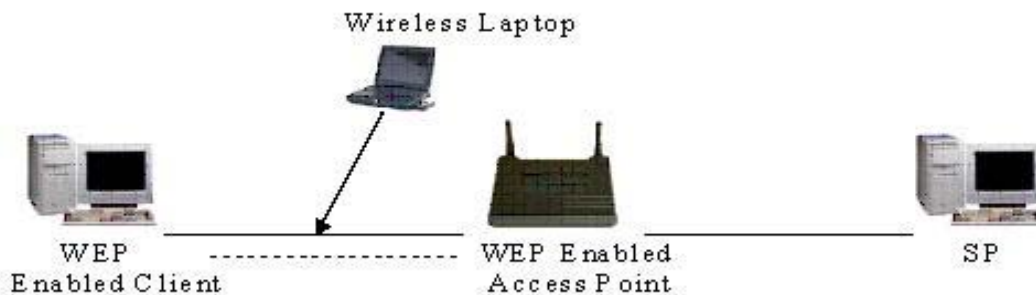 Wireless Laptop
WEP
Enabled Client
WEP Enabled
Access Point
SP